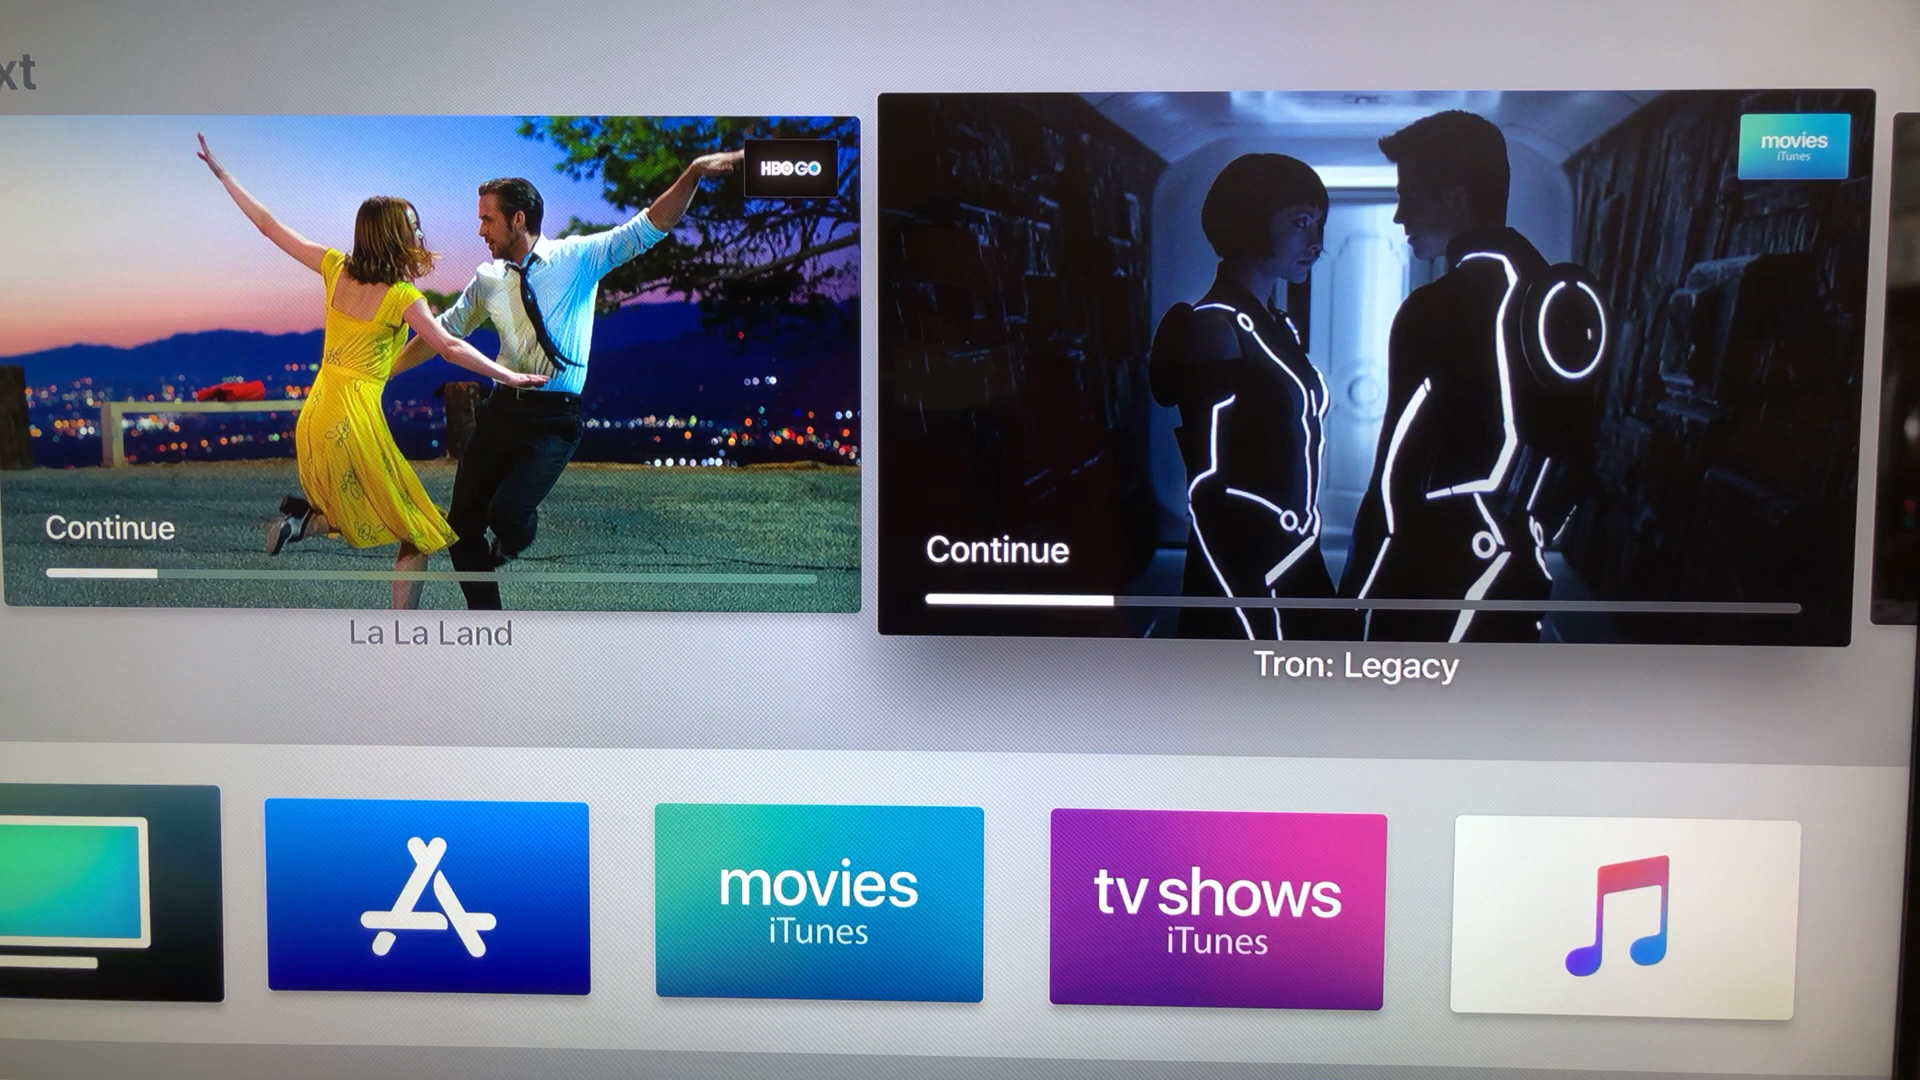 xt
HBO GO
movies
iTunes
Continue
Continue
La La Land
Tron: Legacy
movies
iTunes
tv shows
iTunes